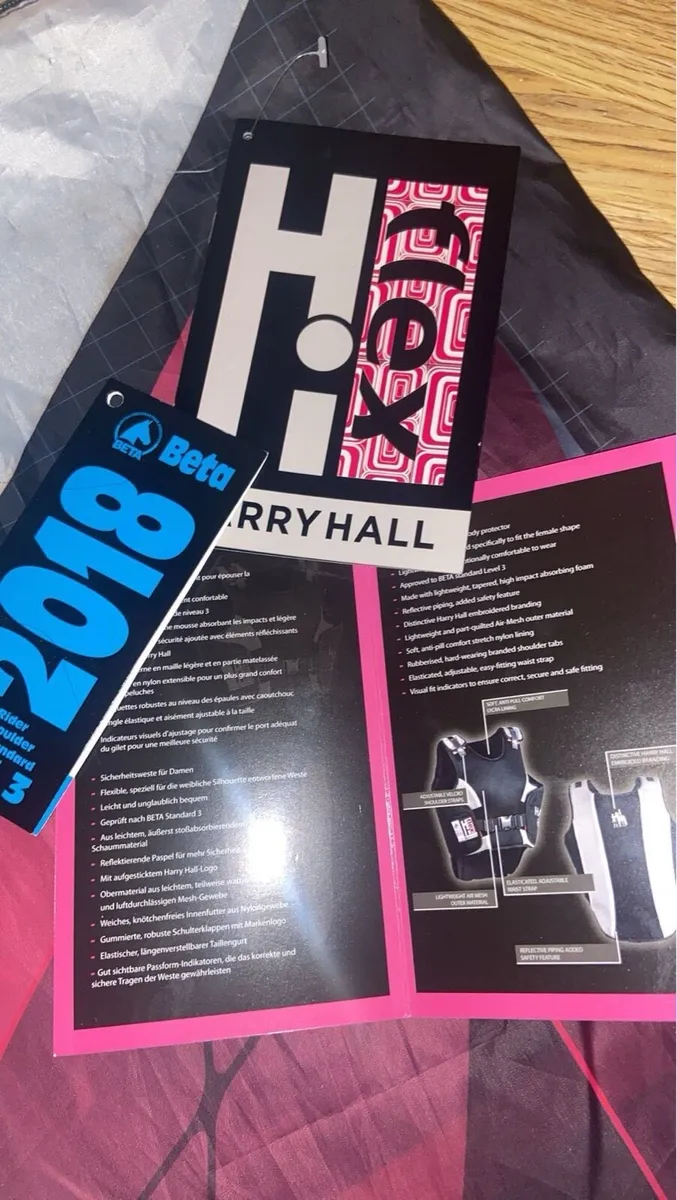 Hi
flex
ARRY HALL
BETA
Beta
2018
Rider
oulder
ndard
3
t pour épouser la
nt confortable
de niveau 3
e mousse absorbant les impacts et légère
sécurité ajoutée avec éléments réfléchissants
rry Hall
me en maille légère et en partie matelassée
en nylon extensible pour un plus grand confort
peluches
uettes robustes au niveau des épaules avec caoutchouc
ngle élastique et aisément ajustable à la taille
Indicateurs visuels d'ajustage pour confirmer le port adéquat
du gilet pour une meilleure sécurité
- Sicherheitsweste für Damen
- Flexible, speziell für die weibliche Silhouette entworfene Weste
- Leicht und unglaublich bequem
- Geprüft nach BETA Standard 3
- Aus leichtem, äußerst stoßabsorbierenden
Schaummaterial
- Reflektierende Paspel für mehr Sicherheit
- Mit aufgesticktem Harry Hall-Logo
- Obermaterial aus leichtem, teilweise
und luftdurchlässigen Mesh-Gewebe
- Weiches, knötchenfreies Innenfutter aus Nylongewebe
- Gummierte, robuste Schulterklappen mit Markenlogo
- Elastischer, längenverstellbarer Taillengurt
- Gut sichtbare Passform-Indikatoren, die das korrekte und
sichere Tragen der Weste gewährleisten
ody protector
d specifically to fit the female shape
- Light tionally comfortable to wear
- Approved to BETA standard Level 3
- Made with lightweight, tapered, high impact absorbing foam
- Reflective piping, added safety feature
- Distinctive Harry Hall embroidered branding
- Lightweight and part-quilted Air-Mesh outer material
- Soft, anti-pill comfort stretch nylon lining
- Rubberised, hard-wearing branded shoulder tabs
- Elasticated, adjustable, easy-fitting waist strap
- Visual fit indicators to ensure correct, secure and safe fitting
SOFT, ANTI PILL COMFORT
LYCRA LINING
DISTINCTIVE HARRY HALL
EMBROIDED BRANDING
ADJUSTABLE VELCRO
SHOULDER STRAPS
LIGHTWEIGHT AIR MESH
OUTER MATERIAL
ELASTICATED, ADJUSTABLE
WAIST STRAP
REFLECTIVE PIPING ADDED
SAFETY FEATURE